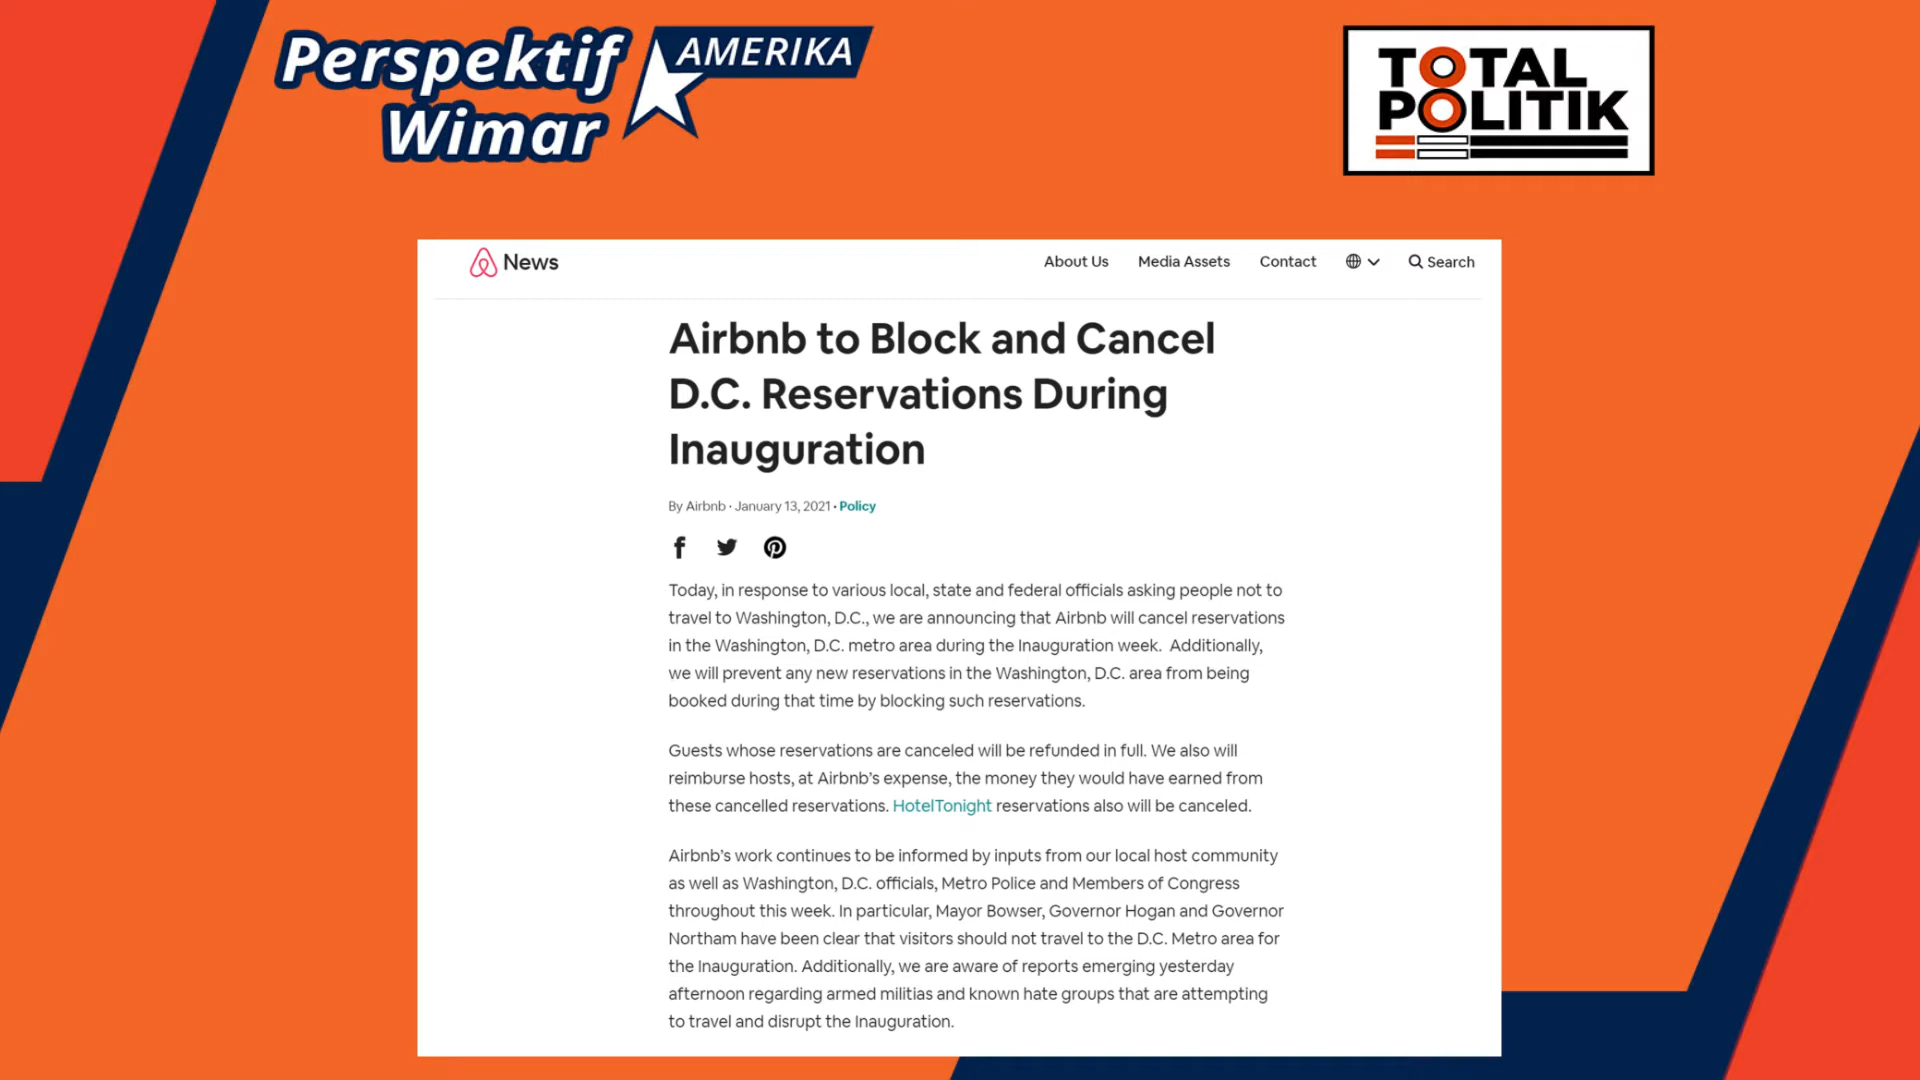 Perspektif
Wimar
AMERIKA
TOTAL
POLITIK
News
About Us
Media Assets
Contact
Search
Airbnb to Block and Cancel
D.C. Reservations During
Inauguration
By Airbnb · January 13, 2021 · Policy
Today, in response to various local, state and federal officials asking people not to
travel to Washington, D.C., we are announcing that Airbnb will cancel reservations
in the Washington, D.C. metro area during the Inauguration week.  Additionally,
we will prevent any new reservations in the Washington, D.C. area from being
booked during that time by blocking such reservations.
Guests whose reservations are canceled will be refunded in full. We also will
reimburse hosts, at Airbnb’s expense, the money they would have earned from
these cancelled reservations. HotelTonight reservations also will be canceled.
Airbnb’s work continues to be informed by inputs from our local host community
as well as Washington, D.C. officials, Metro Police and Members of Congress
throughout this week. In particular, Mayor Bowser, Governor Hogan and Governor
Northam have been clear that visitors should not travel to the D.C. Metro area for
the Inauguration. Additionally, we are aware of reports emerging yesterday
afternoon regarding armed militias and known hate groups that are attempting
to travel and disrupt the Inauguration.